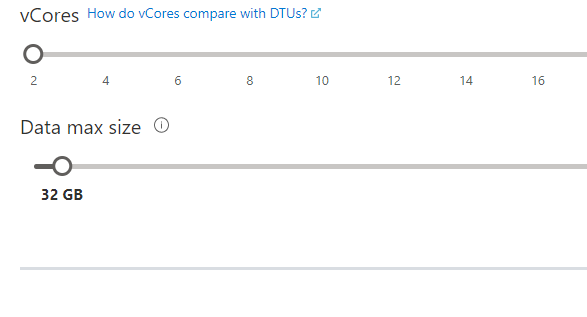 vCores How do vCores compare with DTUs?
2 4 6 8 10 12 14 16
Data max size
32 GB